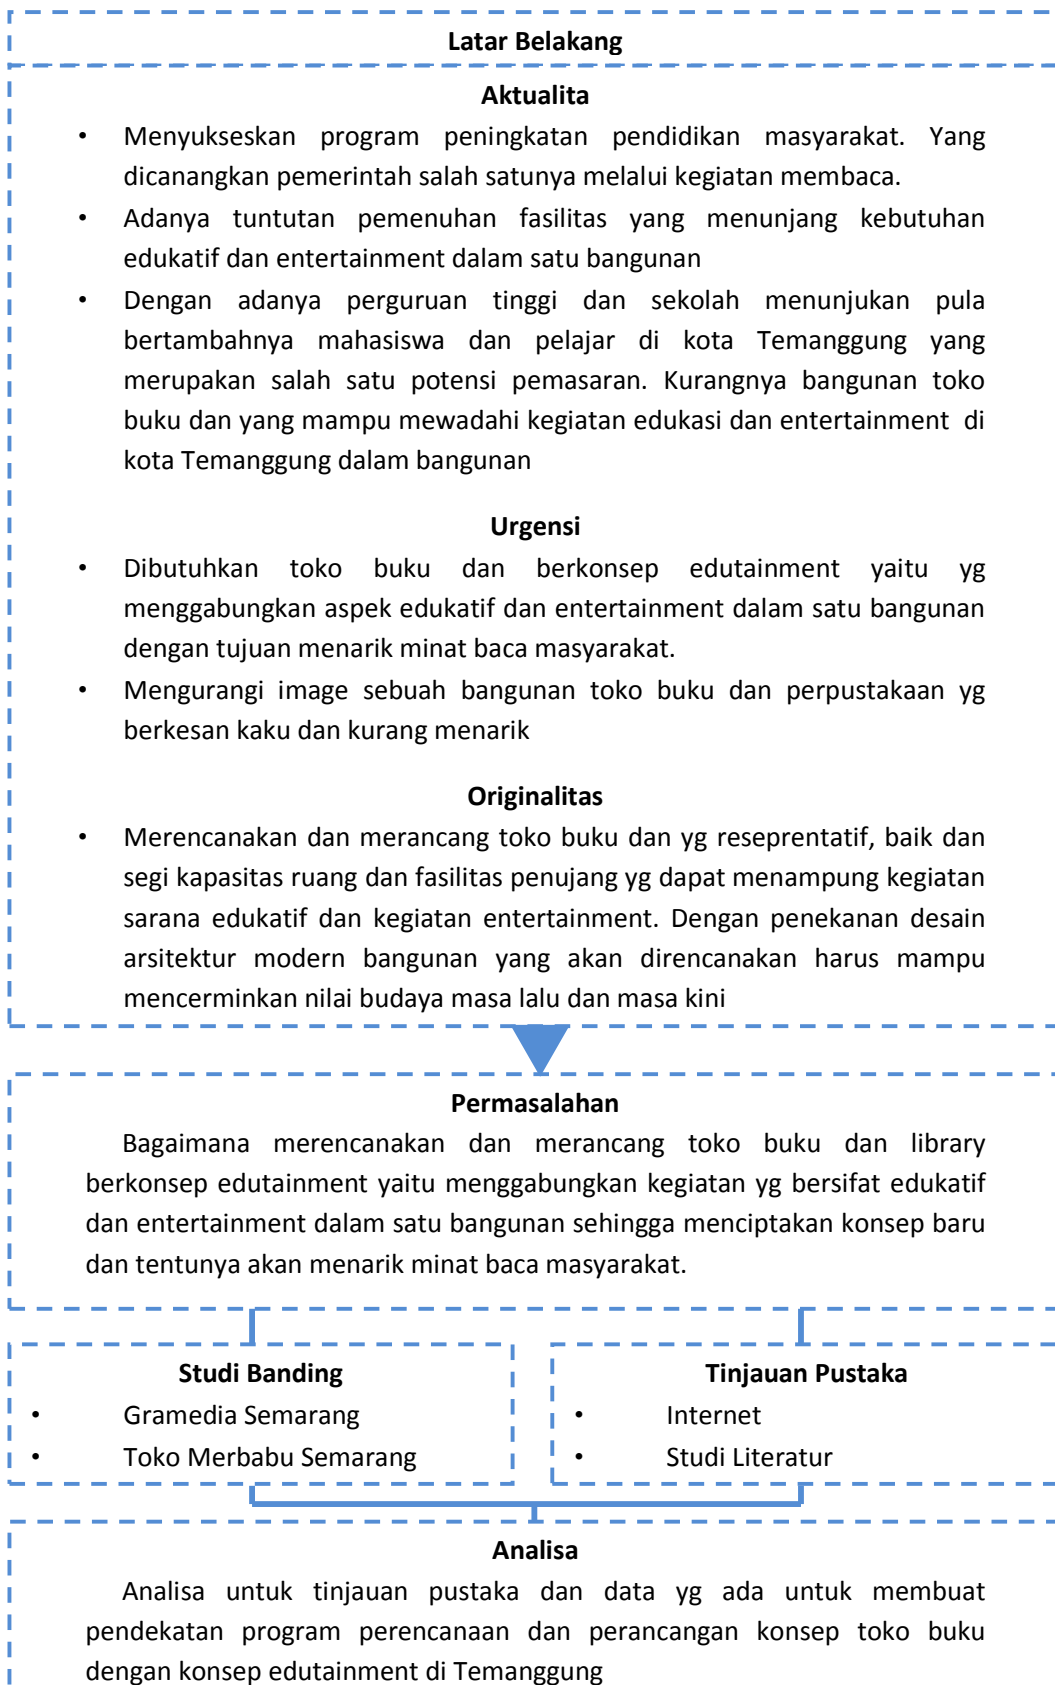 Latar Belakang
Aktualita
• Menyukseskan program peningkatan pendidikan masyarakat. Yang
dicanangkan pemerintah salah satunya melalui kegiatan membaca.
• Adanya tuntutan pemenuhan fasilitas yang menunjang kebutuhan
edukatif dan entertainment dalam satu bangunan
• Dengan adanya perguruan tinggi dan sekolah menunjukan pula
bertambahnya mahasiswa dan pelajar di kota Temanggung yang
merupakan salah satu potensi pemasaran. Kurangnya bangunan toko
buku dan yang mampu mewadahi kegiatan edukasi dan entertainment di
kota Temanggung dalam bangunan
Urgensi
• Dibutuhkan toko buku dan berkonsep edutainment yaitu yg
menggabungkan aspek edukatif dan entertainment dalam satu bangunan
dengan tujuan menarik minat baca masyarakat.
• Mengurangi image sebuah bangunan toko buku dan perpustakaan yg
berkesan kaku dan kurang menarik
Originalitas
• Merencanakan dan merancang toko buku dan yg reseprentatif, baik dan
segi kapasitas ruang dan fasilitas penujang yg dapat menampung kegiatan
sarana edukatif dan kegiatan entertainment. Dengan penekanan desain
arsitektur modern bangunan yang akan direncanakan harus mampu
mencerminkan nilai budaya masa lalu dan masa kini
Permasalahan
Bagaimana merencanakan dan merancang toko buku dan library
berkonsep edutainment yaitu menggabungkan kegiatan yg bersifat edukatif
dan entertainment dalam satu bangunan sehingga menciptakan konsep baru
dan tentunya akan menarik minat baca masyarakat.
Studi Banding
• Gramedia Semarang
• Toko Merbabu Semarang
Tinjauan Pustaka
• Internet
• Studi Literatur
Analisa
Analisa untuk tinjauan pustaka dan data yg ada untuk membuat
pendekatan program perencanaan dan perancangan konsep toko buku
dengan konsep edutainment di Temanggung